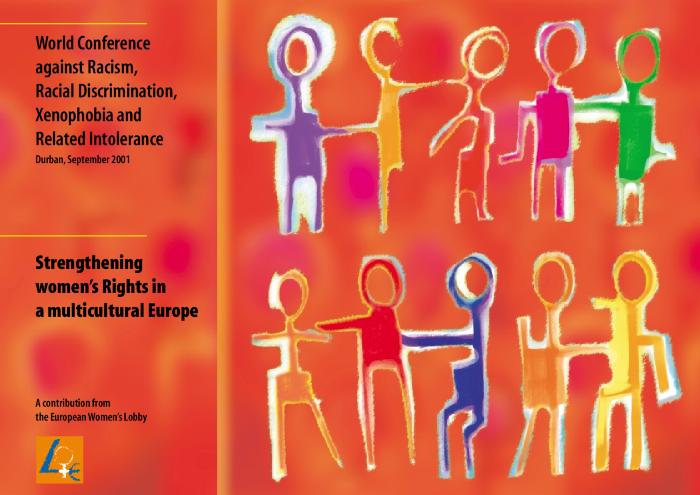 World Conference
against Racism,
Racial Discrimination,
Xenophobia and
Related Intolerance
Durban, September 2001
Strengthening
women's Rights in
a multicultural Europe
A contribution from
the European Women's Lobby